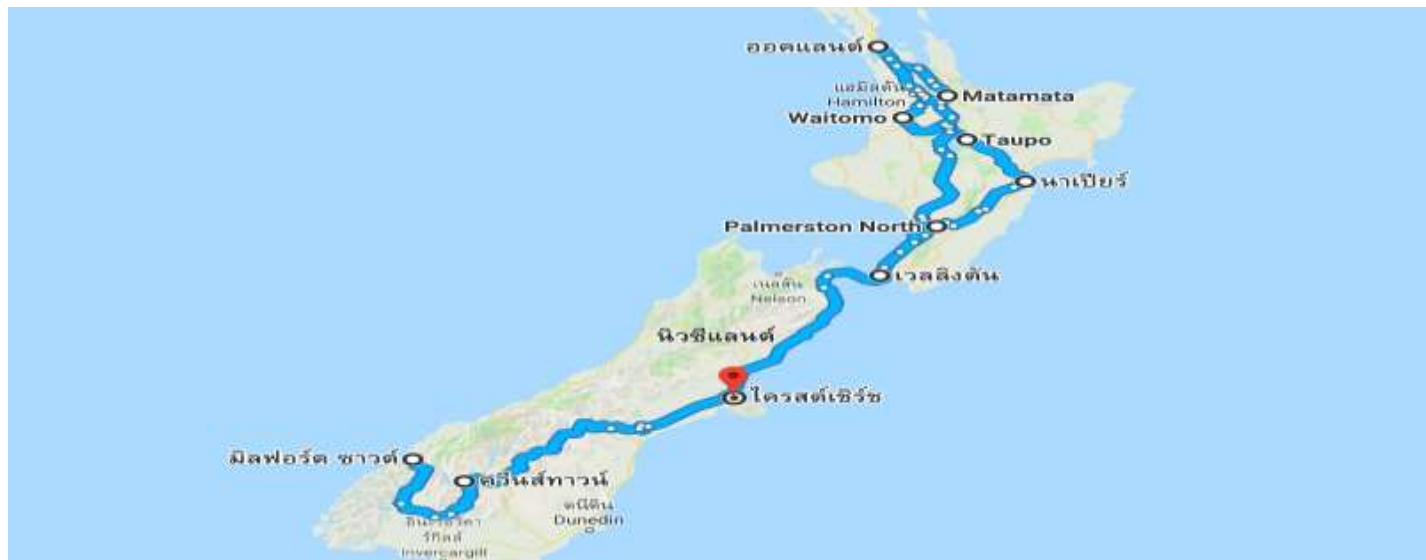 ออคแลนด์
แฮมิลตัน
Hamilton
Matamata
Waitomo
Taupo
นาเปียร์
Palmerston North
เวลลิงตัน
เนลสัน
Nelson
นิวซีแลนด์
ไครสต์เชิร์ช
มิลฟอร์ด ซาวด์
ควีนส์ทาวน์
ดนีดิน
Dunedin
Invercargill